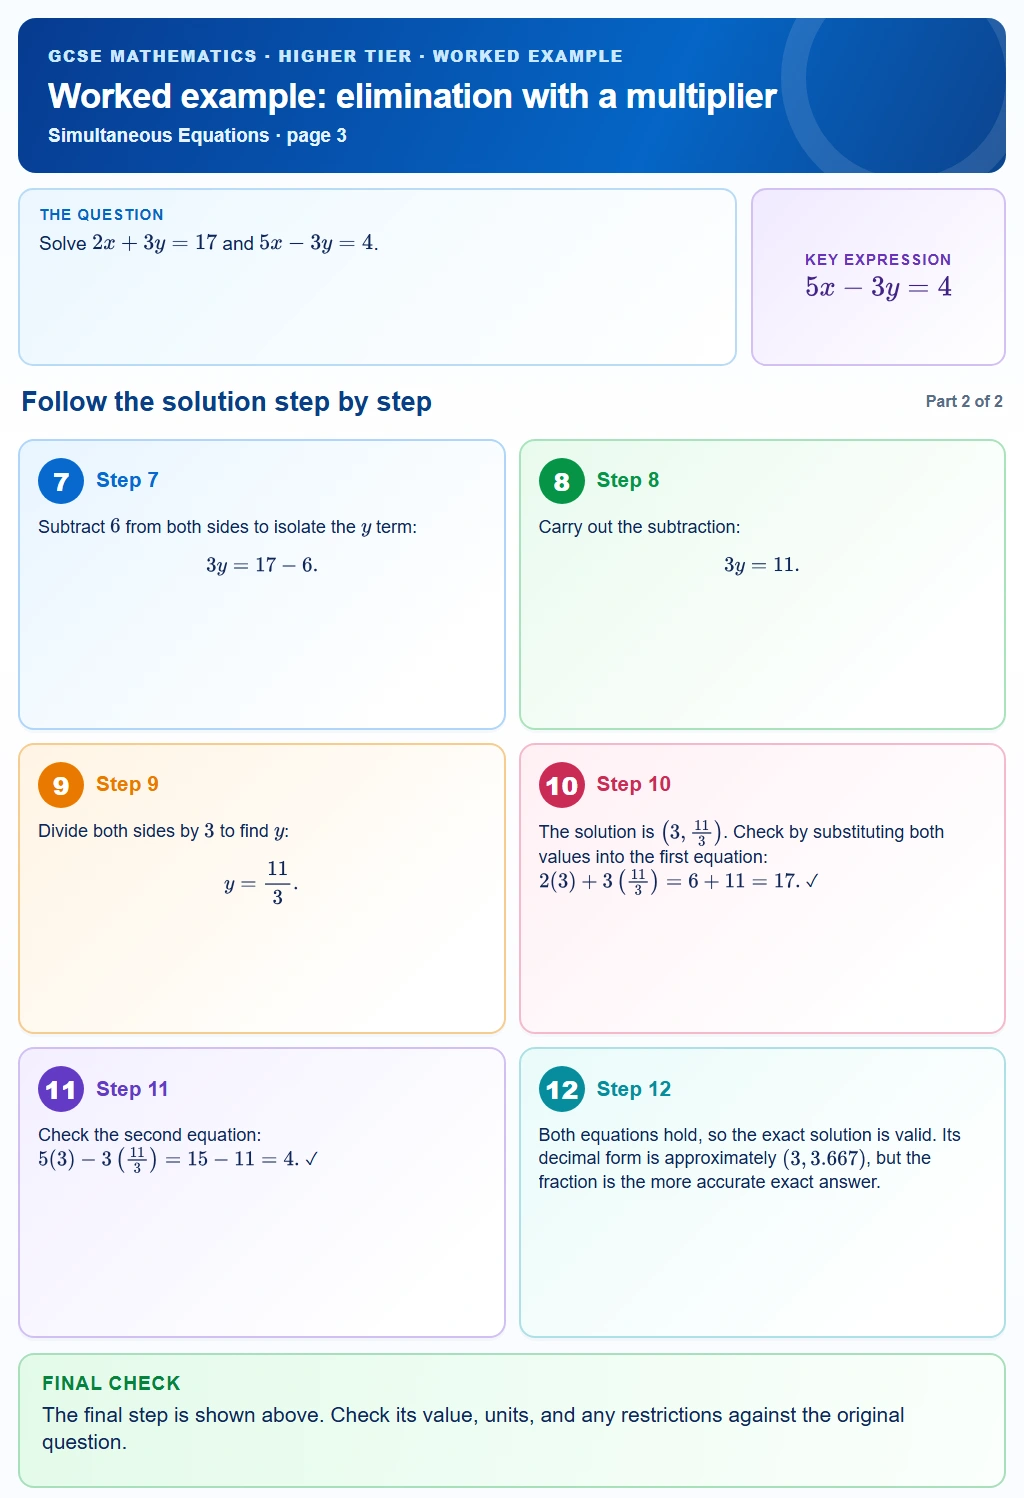 GCSE MATHEMATICS · HIGHER TIER · WORKED EXAMPLE
Worked example: elimination with a multiplier
Simultaneous Equations · page 3
THE QUESTION
Solve 2x + 3y = 17 and 5x − 3y = 4.
KEY EXPRESSION
5x − 3y = 4
Follow the solution step by step
Part 2 of 2
7 Step 7
Subtract 6 from both sides to isolate the y term:
3y = 17 − 6.
8 Step 8
Carry out the subtraction:
3y = 11.
9 Step 9
Divide both sides by 3 to find y:
y = 11/3.
10 Step 10
The solution is (3, 11/3). Check by substituting both
values into the first equation:
2(3) + 3(11/3) = 6 + 11 = 17. ✓
11 Step 11
Check the second equation:
5(3) − 3(11/3) = 15 − 11 = 4. ✓
12 Step 12
Both equations hold, so the exact solution is valid. Its
decimal form is approximately (3, 3.667), but the
fraction is the more accurate exact answer.
FINAL CHECK
The final step is shown above. Check its value, units, and any restrictions against the original
question.